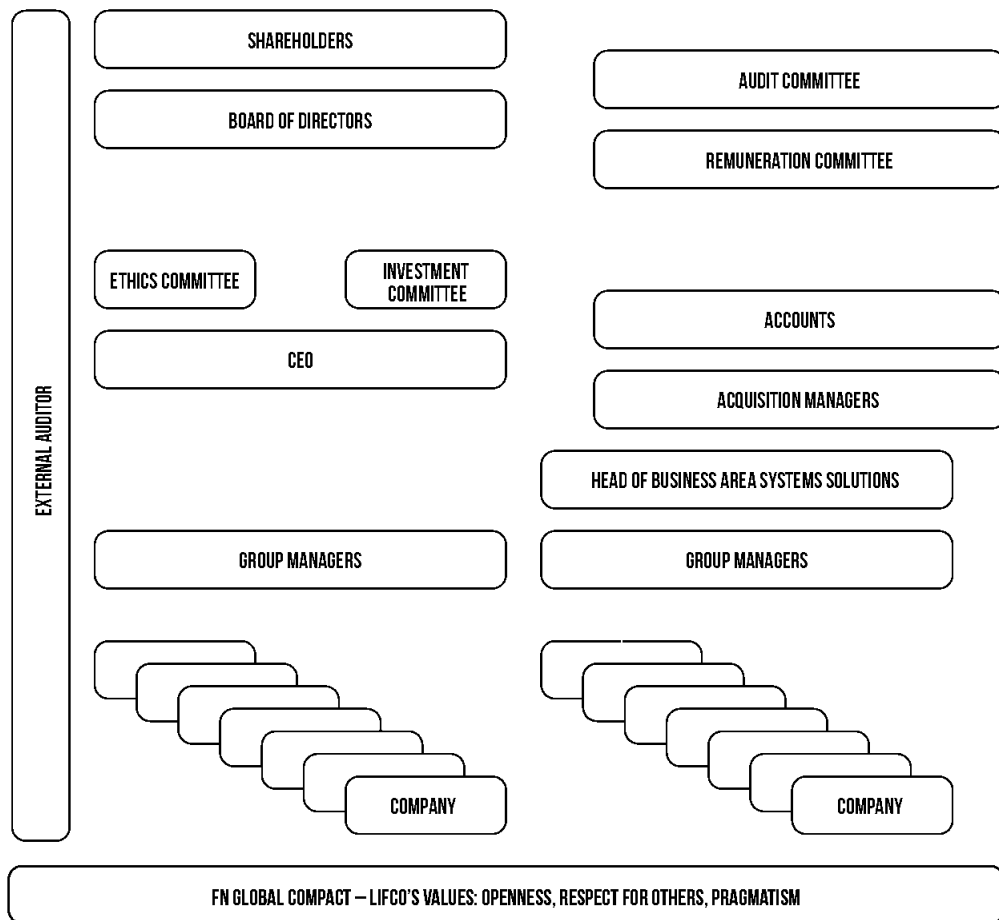 SHAREHOLDERS
AUDIT COMMITTEE
BOARD OF DIRECTORS
REMUNERATION COMMITTEE
ETHICS COMMITTEE
INVESTMENT
COMMITTEE
ACCOUNTS
CEO
ACQUISITION MANAGERS
EXTERNAL AUDITOR
HEAD OF BUSINESS AREA SYSTEMS SOLUTIONS
GROUP MANAGERS
GROUP MANAGERS
COMPANY
COMPANY
FN GLOBAL COMPACT – LIFCO'S VALUES: OPENNESS, RESPECT FOR OTHERS, PRAGMATISM